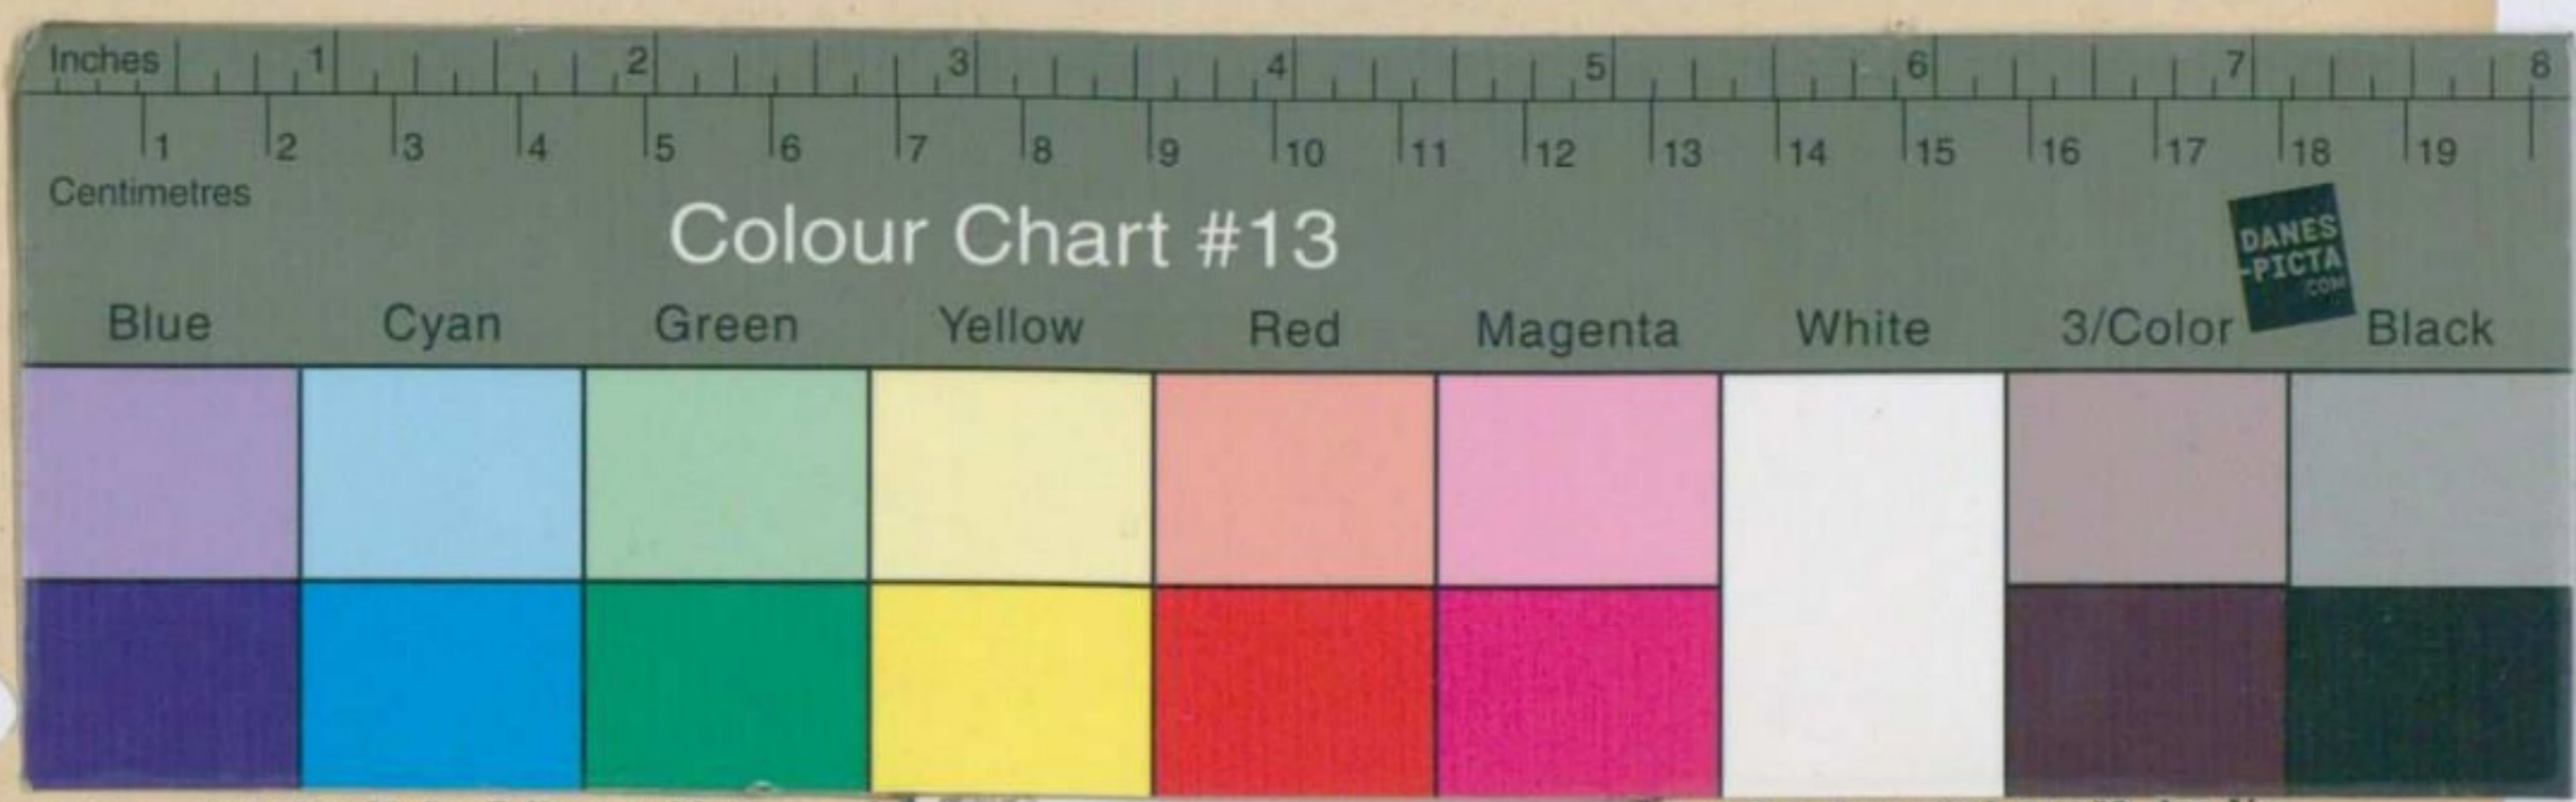 Inches 1 2 3 4 5 6 7 8
1 2 3 4 5 6 7 8 9 10 11 12 13 14 15 16 17 18 19
Centimetres
Colour Chart #13
DANES
-PICTA
.COM
Blue Cyan Green Yellow Red Magenta White 3/Color Black